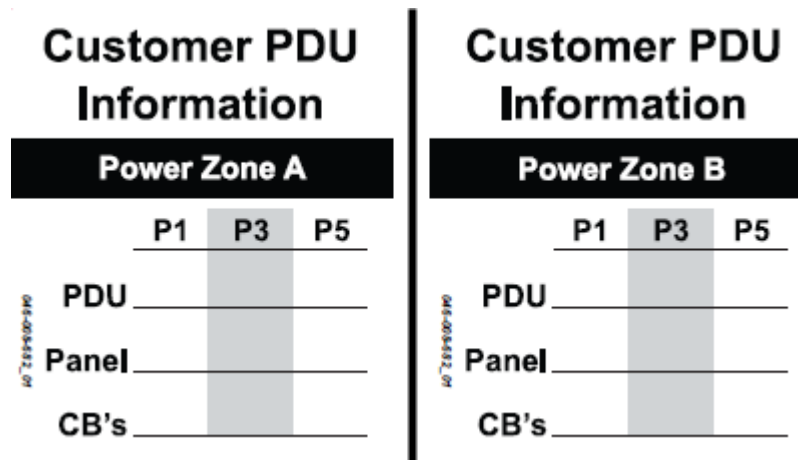 Customer PDU
Information
Power Zone A
P1 P3 P5
PDU
Panel
CB's
Customer PDU
Information
Power Zone B
P1 P3 P5
PDU
Panel
CB's